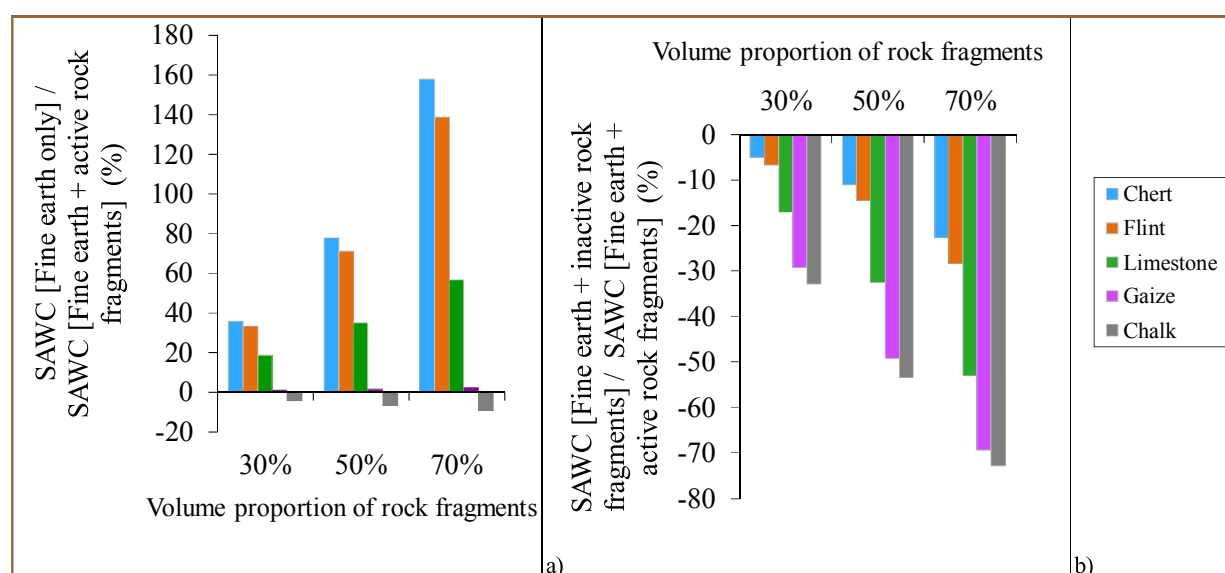 SAWC [Fine earth only] /
SAWC [Fine earth + active rock
fragments] (%)
180
160
140
120
100
80
60
40
20
0
-20
30% 50% 70%
Volume proportion of rock fragments
a)
Volume proportion of rock fragments
30% 50% 70%
SAWC [Fine earth + inactive rock
fragments] / SAWC [Fine earth +
active rock fragments] (%)
0
-10
-20
-30
-40
-50
-60
-70
-80
Chert
Flint
Limestone
Gaize
Chalk
b)